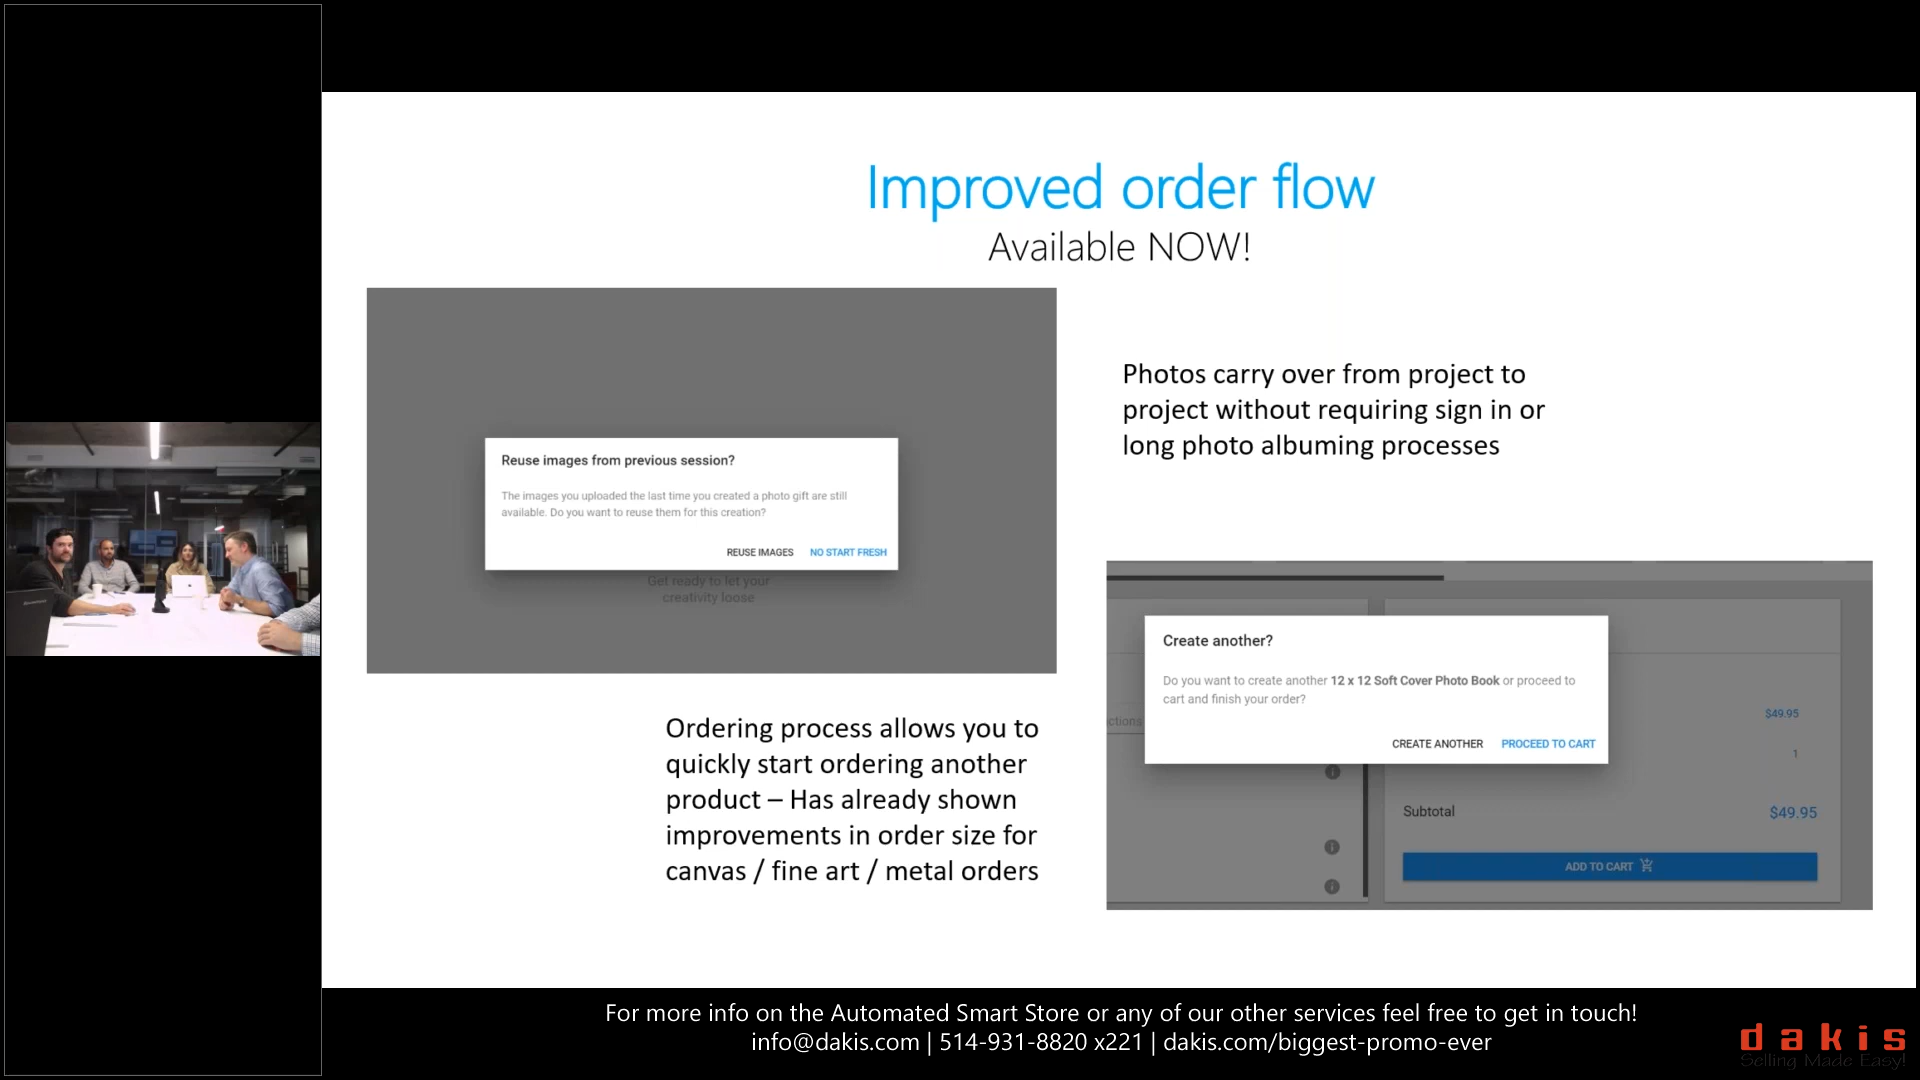 Improved order flow
Available NOW!
Reuse images from previous session?
The images you uploaded the last time you created a photo gift are still
available. Do you want to reuse them for this creation?
REUSE IMAGES NO START FRESH
Get ready to let your
creativity loose
Photos carry over from project to
project without requiring sign in or
long photo albuming processes
Ordering process allows you to
quickly start ordering another
product – Has already shown
improvements in order size for
canvas / fine art / metal orders
Create another?
Do you want to create another 12 x 12 Soft Cover Photo Book or proceed to
cart and finish your order?
CREATE ANOTHER PROCEED TO CART
ctions
$49.95
1
Subtotal $49.95
ADD TO CART
For more info on the Automated Smart Store or any of our other services feel free to get in touch!
info@dakis.com | 514-931-8820 x221 | dakis.com/biggest-promo-ever
dakis
Selling Made Easy!